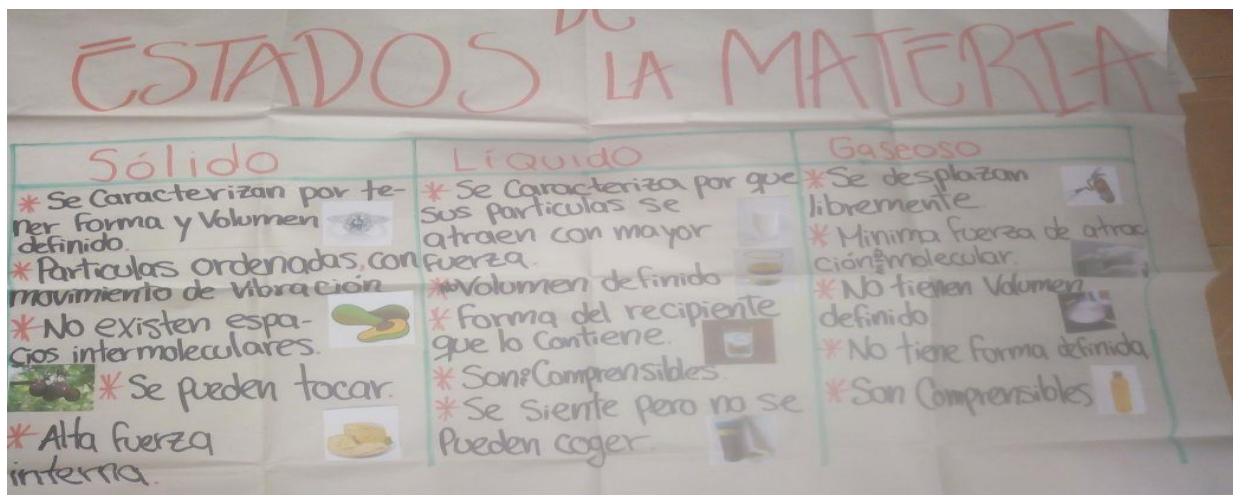 DE
ESTADOS LA MATERIA
Sólido
* Se Caracterizan por te-
ner forma y Volumen
definido.
* Particulas ordenadas, con
movimiento de vibración
* No existen espa-
cios intermoleculares.
* Se pueden tocar.
* Alta fuerza
interna.
Líquido
* Se Caracteriza por que
sus particulas se
atraen con mayor
fuerza.
* Volumen definido
* Forma del recipiente
que lo Contiene.
* Son Comprensibles
* Se Siente pero no se
Pueden coger.
Gaseoso
* Se desplazan
libremente
* Minima fuerza de atrac
ción molecular.
* No tienen Volumen
definido
* No tiene forma definida
* Son Comprensibles